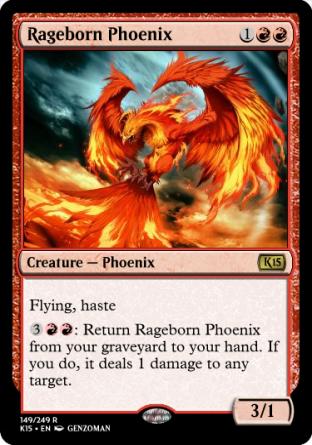 Rageborn Phoenix 1
Creature — Phoenix K15
Flying, haste
3 : Return Rageborn Phoenix
from your graveyard to your hand. If
you do, it deals 1 damage to any
target.
149/249 R
K15 • EN GENZOMAN
3/1